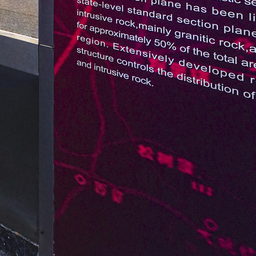 plane has been li
state-level standard section plane
intrusive rock,mainly granitic rock,a
for approximately 50% of the total are
region. Extensively developed r
structure controls the distribution of
and intrusive rock.